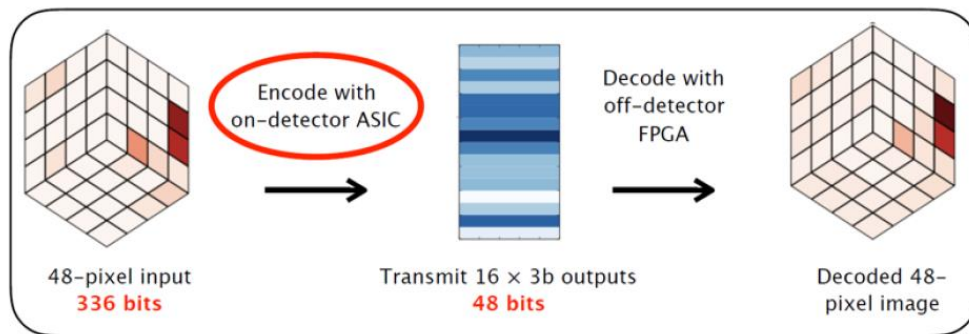 Encode with
on-detector ASIC
Decode with
off-detector
FPGA
48-pixel input
336 bits
Transmit 16 × 3b outputs
48 bits
Decoded 48-
pixel image